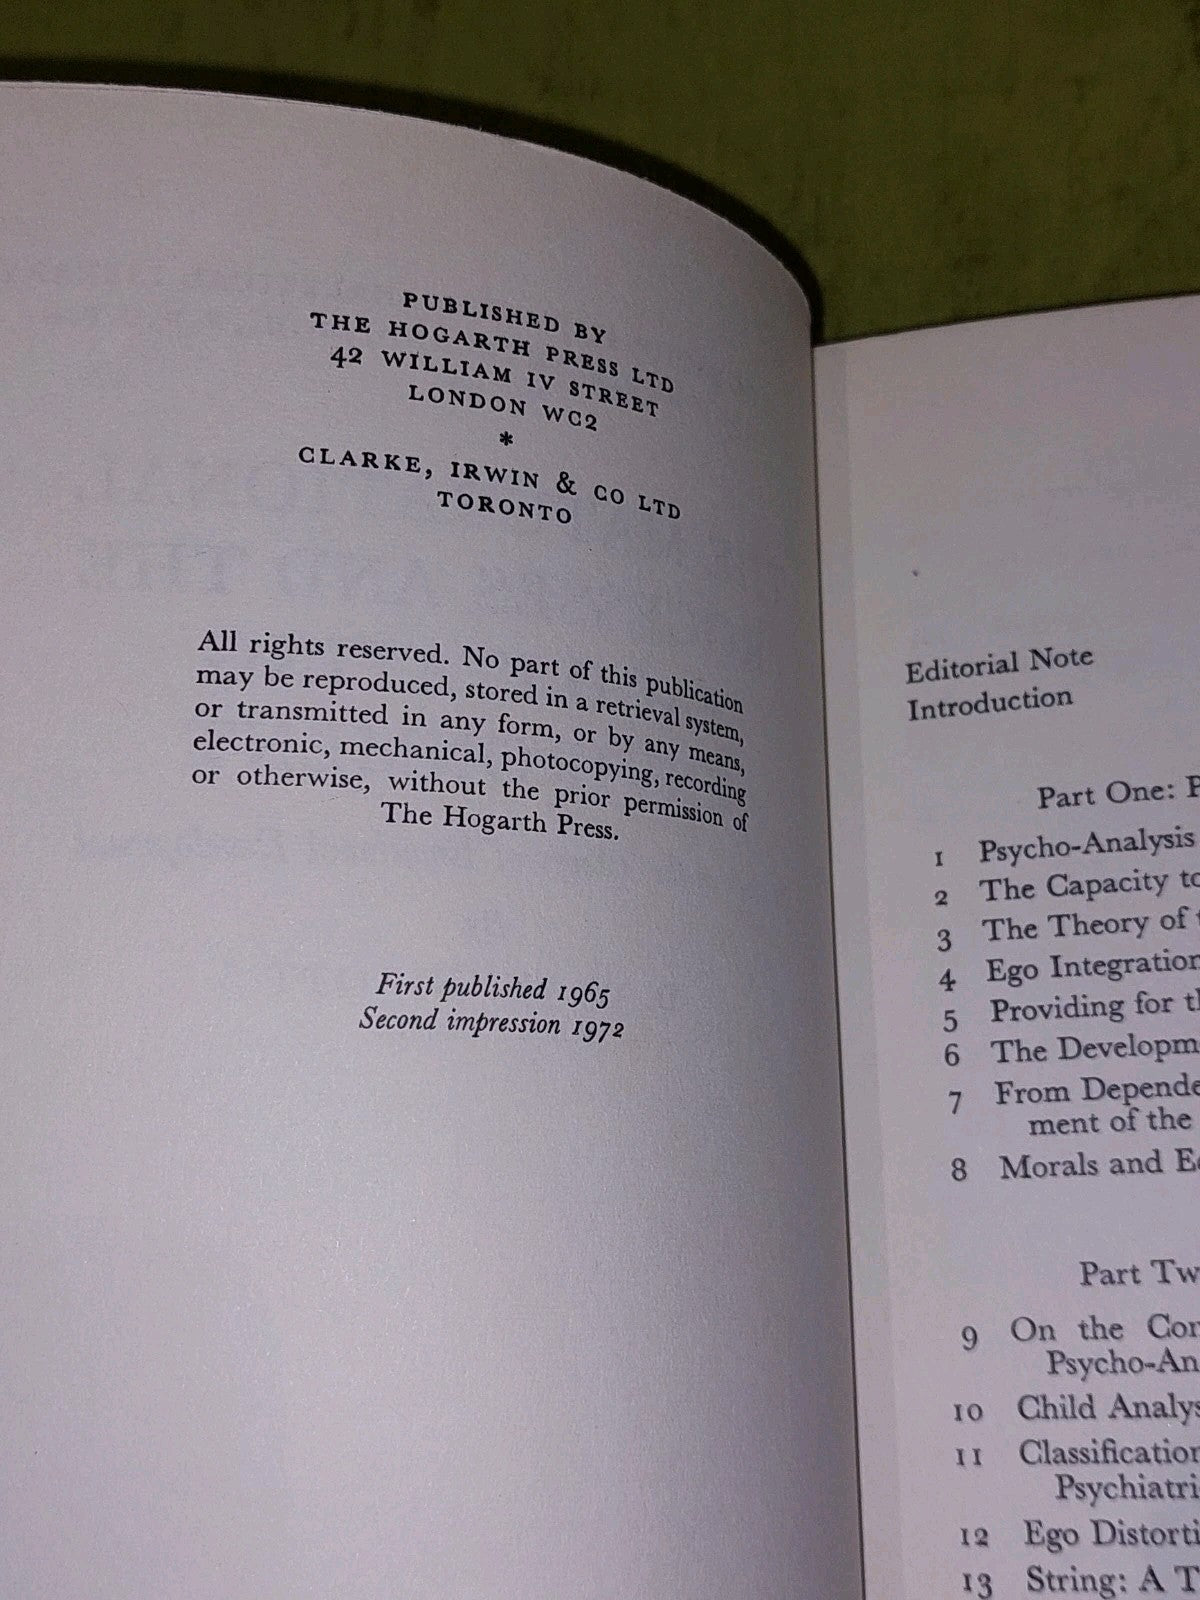 PUBLISHED BY
THE HOGARTH PRESS LTD
42 WILLIAM IV STREET
LONDON WC2
*
CLARKE, IRWIN & CO LTD
TORONTO
All rights reserved. No part of this publication
may be reproduced, stored in a retrieval system,
or transmitted in any form, or by any means,
electronic, mechanical, photocopying, recording
or otherwise, without the prior permission of
The Hogarth Press.
First published 1965
Second impression 1972
Editorial Note
Introduction
Part One:
1 Psycho-Analysis
2 The Capacity
3 The Theory of
4 Ego Integration
5 Providing for
6 The
7 From
ment of the
8 Morals and
Part
9 On the
10 Child
11
12 Ego
13 String: A